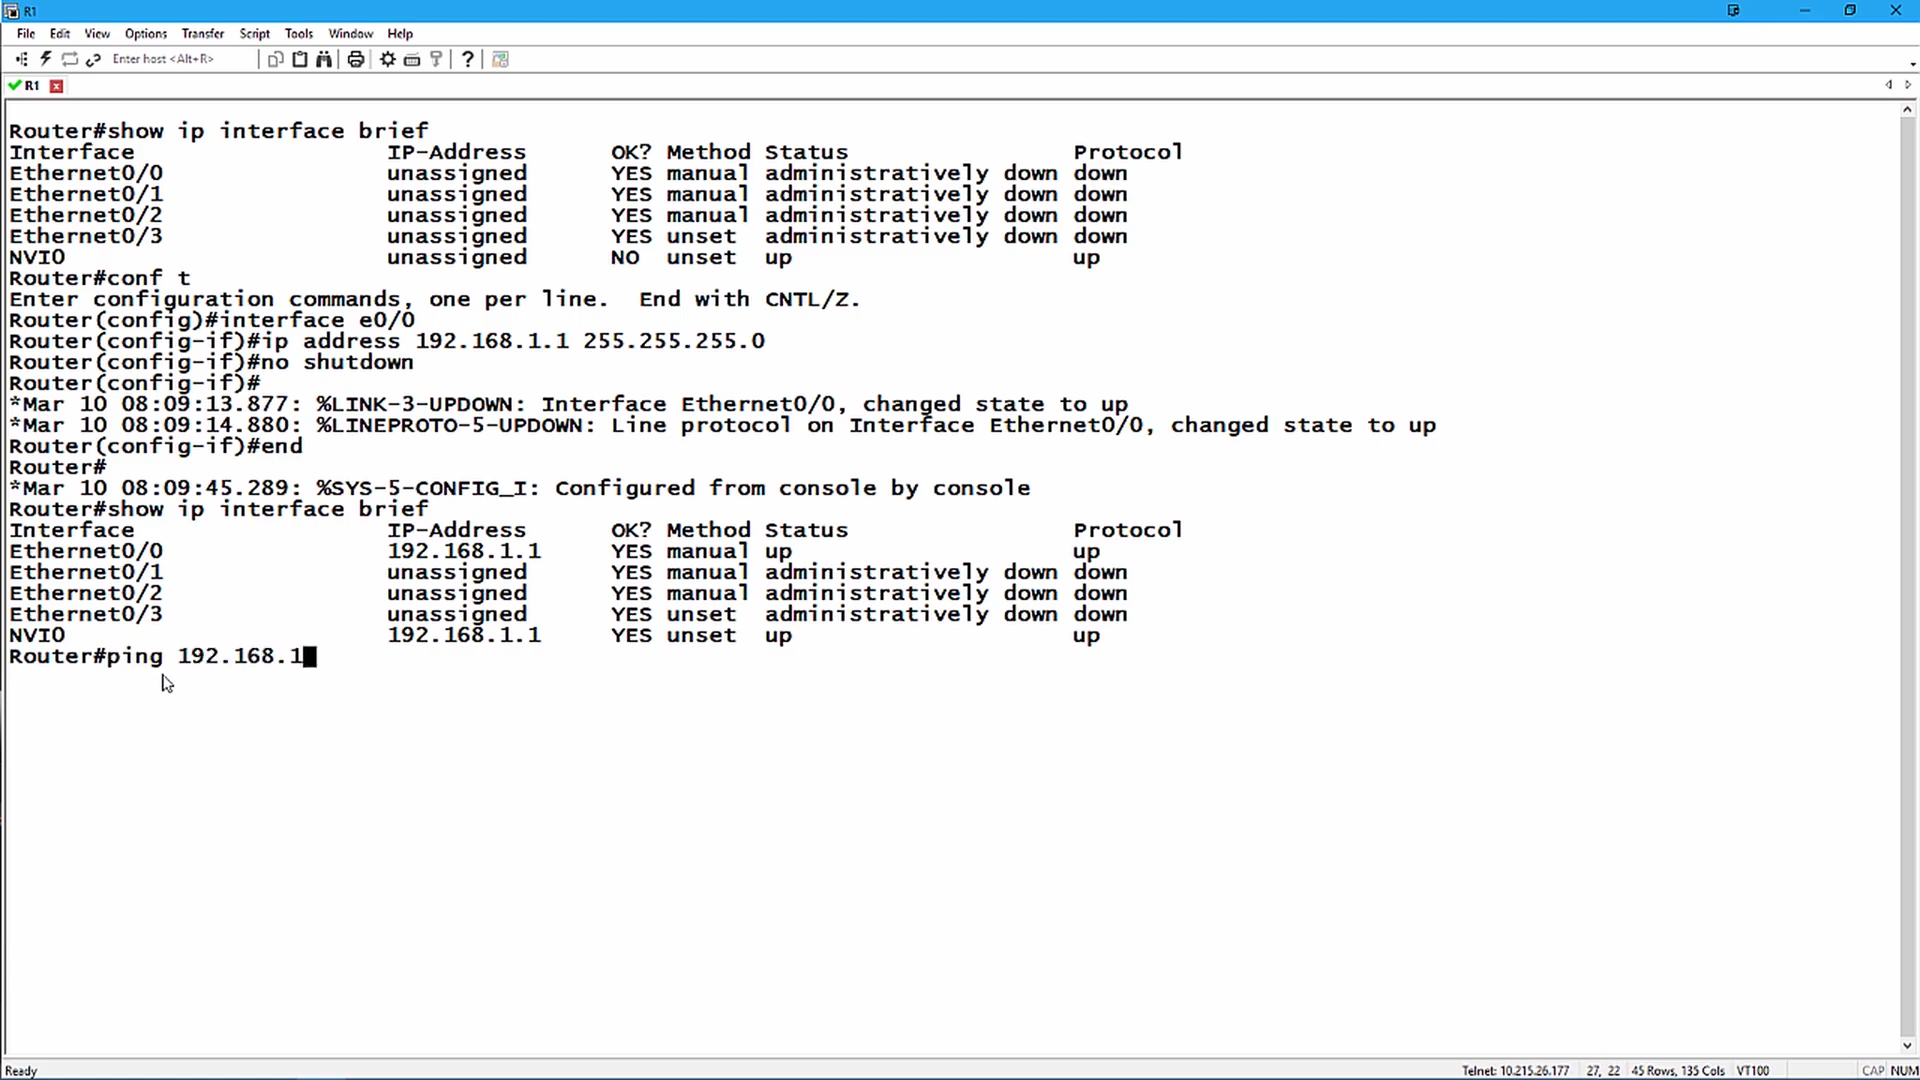 R1
File Edit View Options Transfer Script Tools Window Help
Enter host <Alt+R>
R1
Router#show ip interface brief
Interface IP-Address OK? Method Status Protocol
Ethernet0/0 unassigned YES manual administratively down down
Ethernet0/1 unassigned YES manual administratively down down
Ethernet0/2 unassigned YES manual administratively down down
Ethernet0/3 unassigned YES unset administratively down down
NVI0 unassigned NO unset up up
Router#conf t
Enter configuration commands, one per line. End with CNTL/Z.
Router(config)#interface e0/0
Router(config-if)#ip address 192.168.1.1 255.255.255.0
Router(config-if)#no shutdown
Router(config-if)#
*Mar 10 08:09:13.877: %LINK-3-UPDOWN: Interface Ethernet0/0, changed state to up
*Mar 10 08:09:14.880: %LINEPROTO-5-UPDOWN: Line protocol on Interface Ethernet0/0, changed state to up
Router(config-if)#end
Router#
*Mar 10 08:09:45.289: %SYS-5-CONFIG_I: Configured from console by console
Router#show ip interface brief
Interface IP-Address OK? Method Status Protocol
Ethernet0/0 192.168.1.1 YES manual up up
Ethernet0/1 unassigned YES manual administratively down down
Ethernet0/2 unassigned YES manual administratively down down
Ethernet0/3 unassigned YES unset administratively down down
NVI0 192.168.1.1 YES unset up up
Router#ping 192.168.1
Ready Telnet: 10.215.26.177 27, 22 45 Rows, 135 Cols VT100 CAP NUM